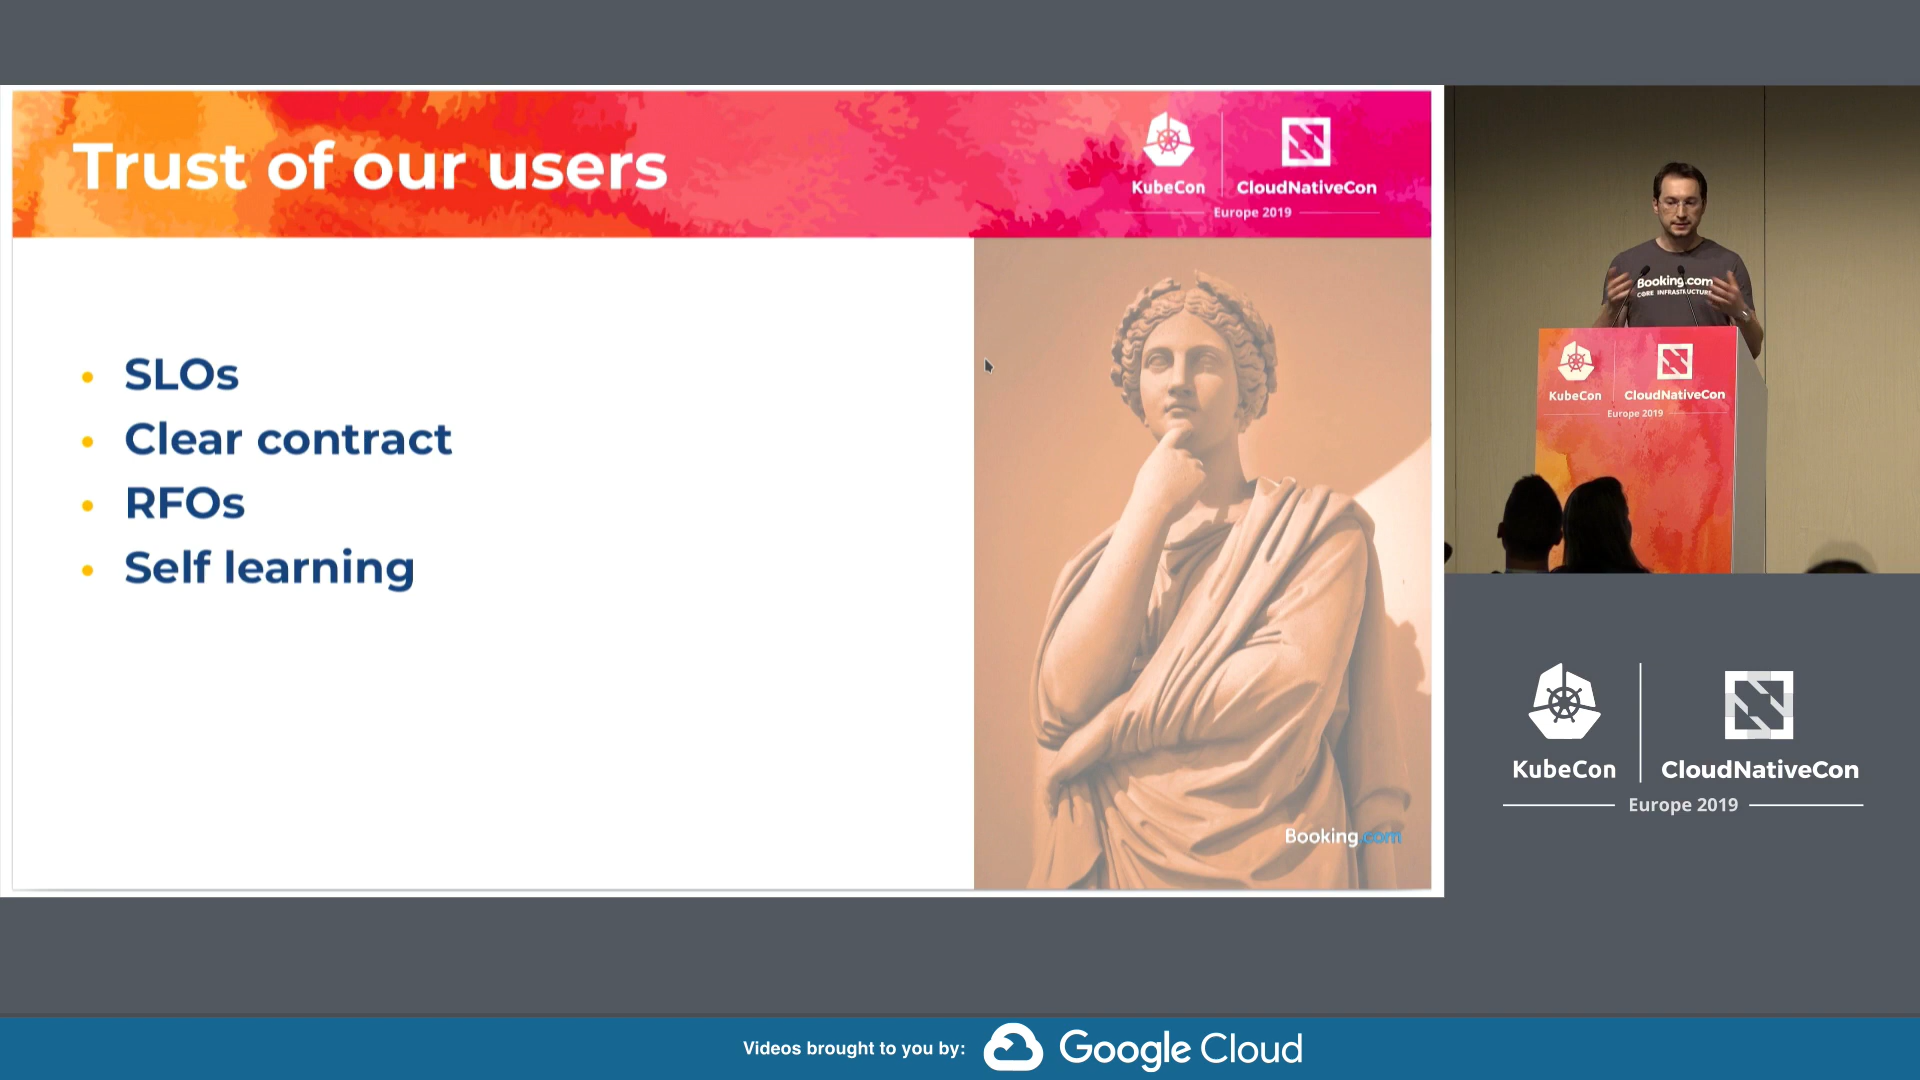 Trust of our users
KubeCon
CloudNativeCon
Europe 2019
SLOs
Clear contract
RFOs
Self learning
Booking.com
Booking.com
CORE INFRASTRUCTURE
KubeCon
CloudNativeCon
Europe 2019
KubeCon
CloudNativeCon
Europe 2019
Videos brought to you by:
Google Cloud